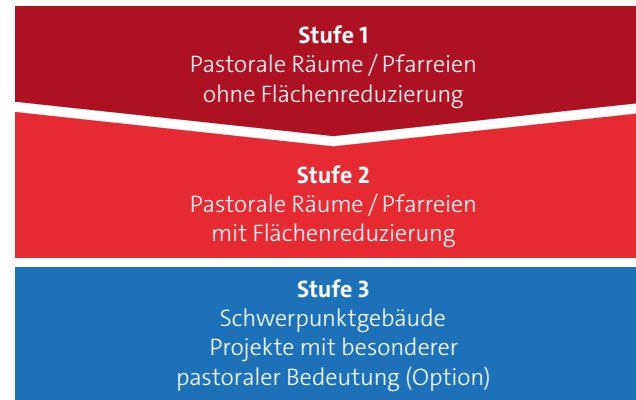 Stufe 1
Pastorale Räume / Pfarreien
ohne Flächenreduzierung
Stufe 2
Pastorale Räume / Pfarreien
mit Flächenreduzierung
Stufe 3
Schwerpunktgebäude
Projekte mit besonderer
pastoraler Bedeutung (Option)